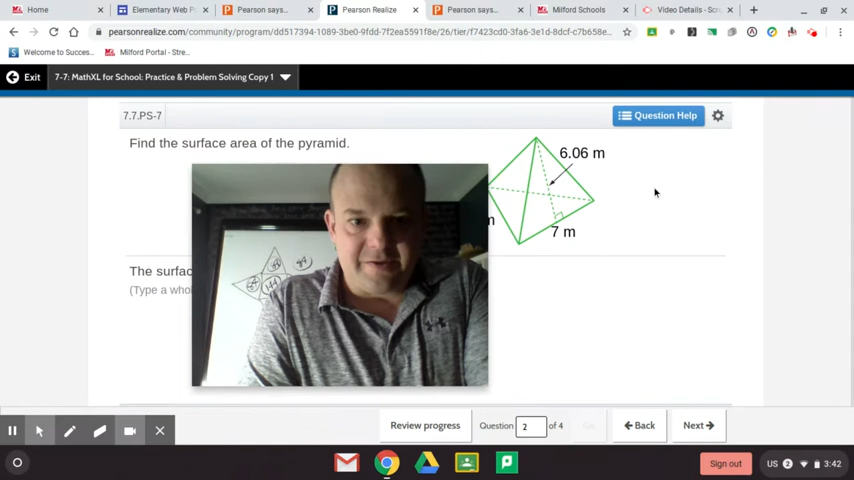 Home
Elementary Web P
Pearson says...
Pearson Realize
Pearson says...
Milford Schools
Video Details - Scr
pearsonrealize.com/community/program/dd517394-1089-3be0-9fdd-7f2ea5591f8e/26/tier/f7423cd0-3fa6-3e1d-8dcf-c7b658e...
Welcome to Succes...
Milford Portal - Stre...
Exit
7-7: MathXL for School: Practice & Problem Solving Copy 1
7.7.PS-7
Question Help
Find the surface area of the pyramid.
6.06 m
m
7 m
The surfac
(Type a whol
144
Review progress
Question 2 of 4
Back
Next
Sign out
US 2 3:42